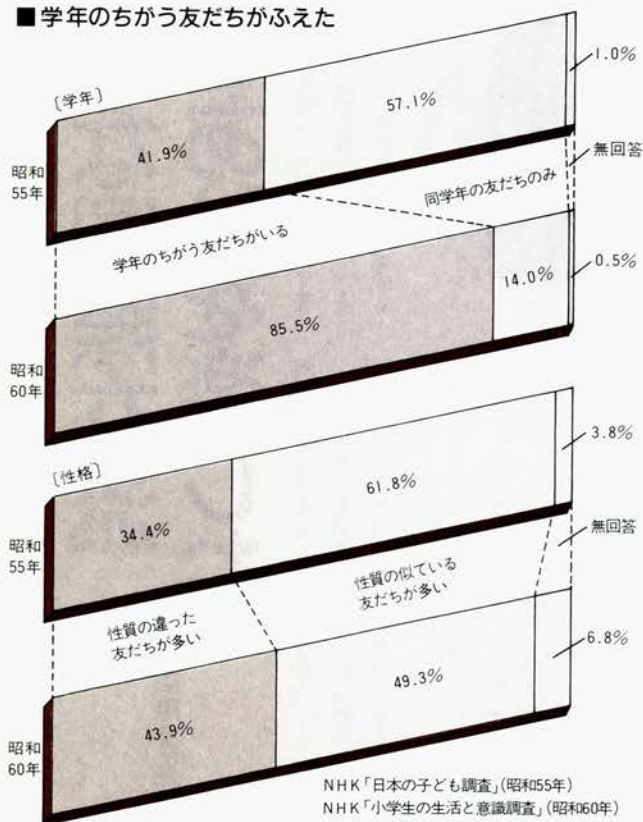 ■学年のちがう友だちがふえた
〔学年〕
昭和
55年
41.9%
57.1%
1.0%
無回答
学年のちがう友だちがいる
同学年の友だちのみ
昭和
60年
85.5%
14.0%
0.5%
〔性格〕
昭和
55年
34.4%
61.8%
3.8%
無回答
性質の違った
友だちが多い
性質の似ている
友だちが多い
昭和
60年
43.9%
49.3%
6.8%
NHK「日本の子ども調査」(昭和55年)
NHK「小学生の生活と意識調査」(昭和60年)